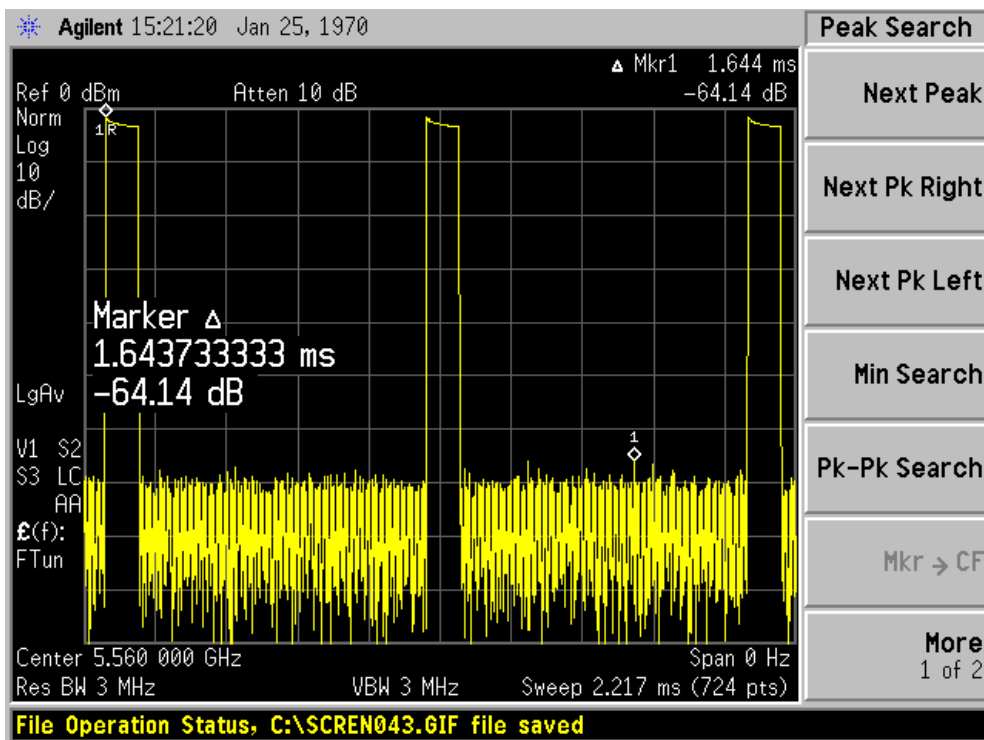 Agilent 15:21:20 Jan 25, 1970
Peak Search
Δ Mkr1 1.644 ms
Ref 0 dBm Atten 10 dB -64.14 dB
Norm
Log
10
dB/
1R
Marker Δ
1.643733333 ms
-64.14 dB
LgAv
1
V1 S2
S3 LC
AA
£(f):
FTun
Center 5.560 000 GHz Span 0 Hz
Res BW 3 MHz VBW 3 MHz Sweep 2.217 ms (724 pts)
File Operation Status, C:\SCREN043.GIF file saved
Next Peak
Next Pk Right
Next Pk Left
Min Search
Pk-Pk Search
Mkr → CF
More
1 of 2